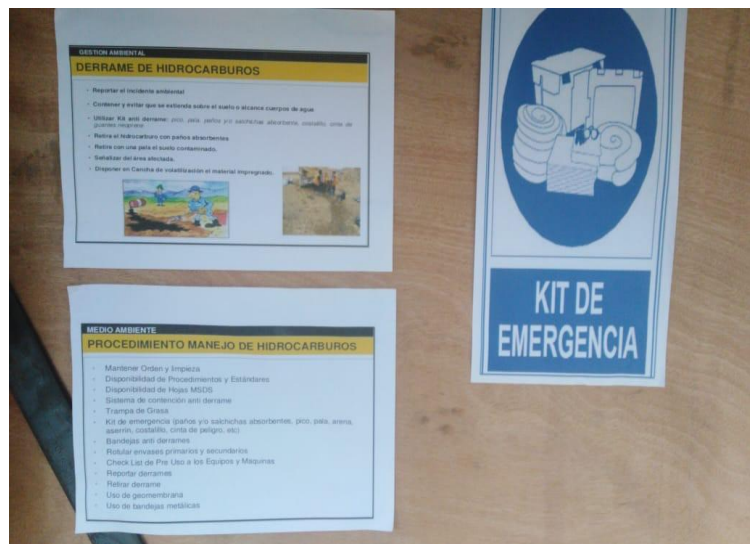 GESTION AMBIENTAL
DERRAME DE HIDROCARBUROS
- Reportar el incidente ambiental
- Contener y evitar que se extienda sobre el suelo o alcance cuerpos de agua
- Utilizar Kit anti derrame: pico, pala, paños y/o salchichas absorbente, costalillo, uso de
guantes neopreno
- Retira el hidrocarburo con paños absorbentes
- Retire con una pala el suelo contaminado.
- Señalizar del área afectada.
- Disponer en Cancha de volatilización el material impregnado.
MEDIO AMBIENTE
PROCEDIMIENTO MANEJO DE HIDROCARBUROS
- Mantener Orden y limpieza
- Disponibilidad de Procedimientos y Estándares
- Disponibilidad de Hojas MSDS
- Sistema de contención anti derrame
- Trampa de Grasa
- Kit de emergencia (paños y/o salchichas absorbentes, pico, pala, arena,
aserrin, costalillo, cinta de peligro, etc)
- Bandejas anti derrames
- Rotular envases primarios y secundarios
- Check List de Pre Uso a los Equipos y Maquinas
- Reportar derrames
- Retirar derrame
- Uso de geomembrana
- Uso de bandejas metálicas
KIT DE
EMERGENCIA